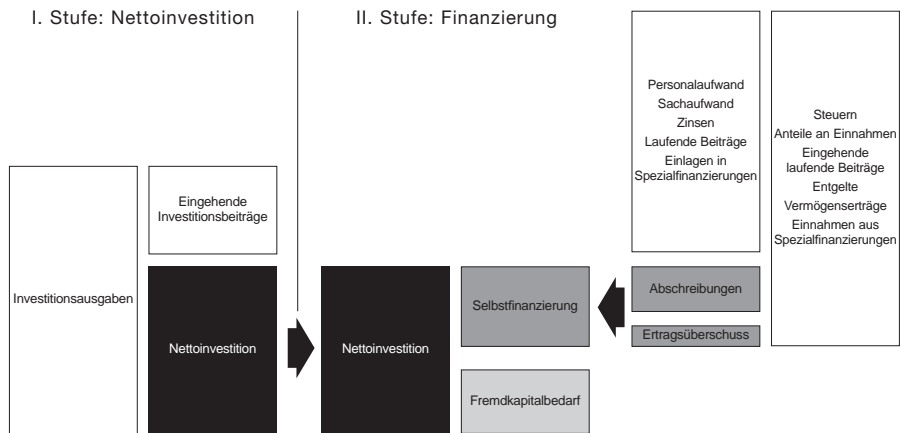 I. Stufe: Nettoinvestition
II. Stufe: Finanzierung
Investitionsausgaben
Eingehende
Investitionsbeiträge
Nettoinvestition
Nettoinvestition
Selbstfinanzierung
Fremdkapitalbedarf
Personalaufwand
Sachaufwand
Zinsen
Laufende Beiträge
Einlagen in
Spezialfinanzierungen
Abschreibungen
Ertragsüberschuss
Steuern
Anteile an Einnahmen
Eingehende
laufende Beiträge
Entgelte
Vermögenserträge
Einnahmen aus
Spezialfinanzierungen